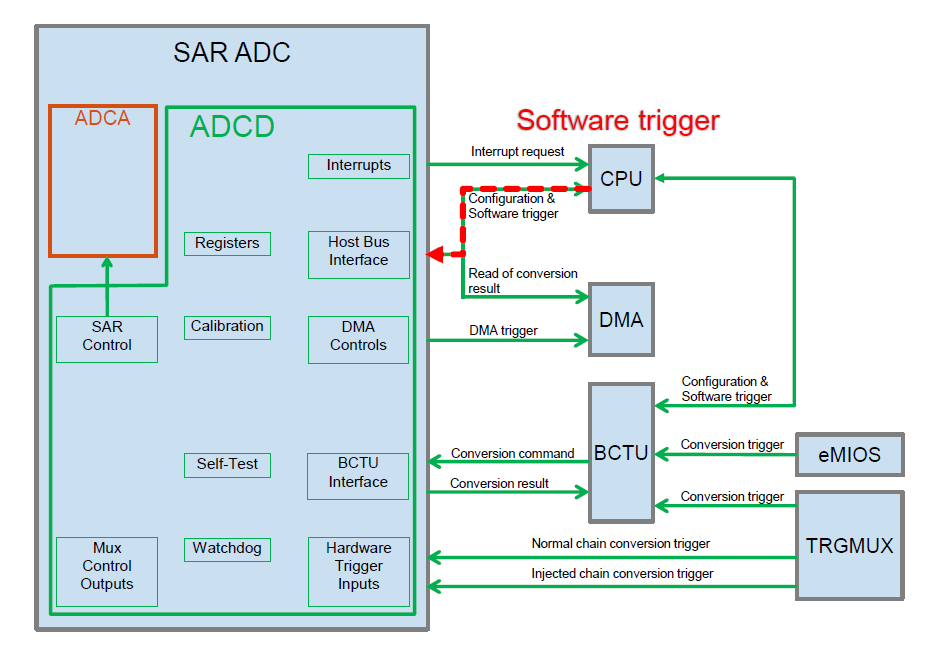 SAR ADC
ADCA
ADCD
Interrupts
Registers
Host Bus
Interface
SAR
Control
Calibration
DMA
Controls
Self-Test
BCTU
Interface
Mux
Control
Outputs
Watchdog
Hardware
Trigger
Inputs
Software trigger
Interrupt request
CPU
Configuration &
Software trigger
Read of conversion
result
DMA
DMA trigger
Configuration &
Software trigger
BCTU
Conversion command
Conversion result
Conversion trigger
eMIOS
Conversion trigger
TRGMUX
Normal chain conversion trigger
Injected chain conversion trigger